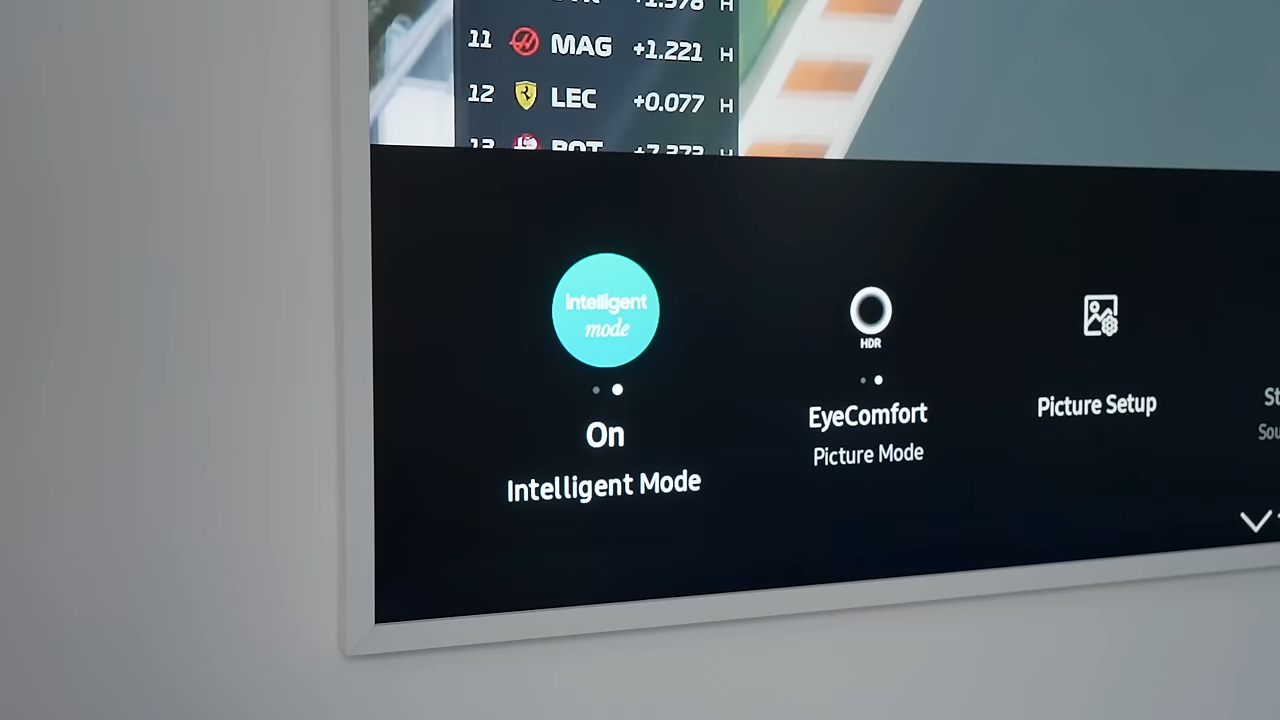 11 MAG +1.221 H
12 LEC +0.077 H
intelligent
mode
On
Intelligent Mode
HDR
EyeComfort
Picture Mode
Picture Setup